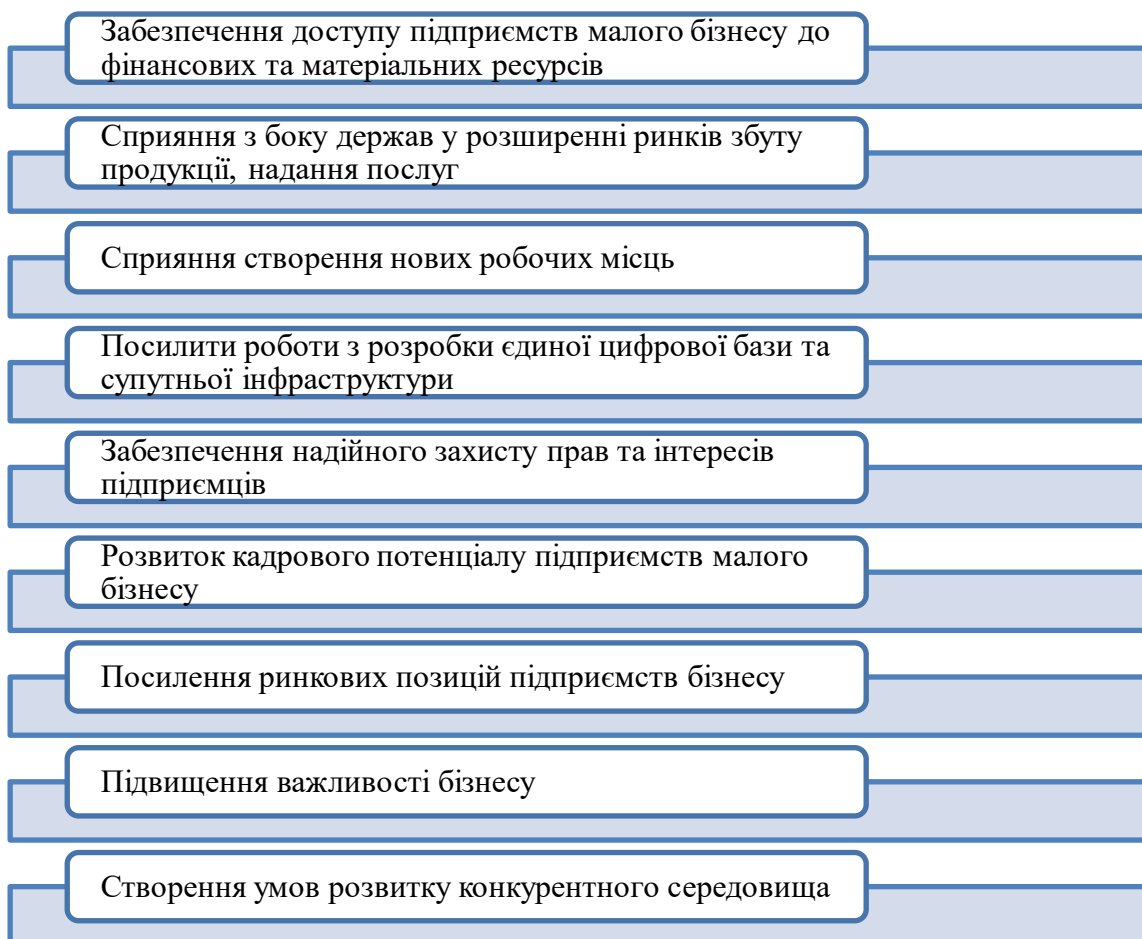 Забезпечення доступу підприємств малого бізнесу до
фінансових та матеріальних ресурсів
Сприяння з боку держав у розширенні ринків збуту
продукції, надання послуг
Сприяння створення нових робочих місць
Посилити роботи з розробки єдиної цифрової бази та
супутньої інфраструктури
Забезпечення надійного захисту прав та інтересів
підприємців
Розвиток кадрового потенціалу підприємств малого
бізнесу
Посилення ринкових позицій підприємств бізнесу
Підвищення важливості бізнесу
Створення умов розвитку конкурентного середовища